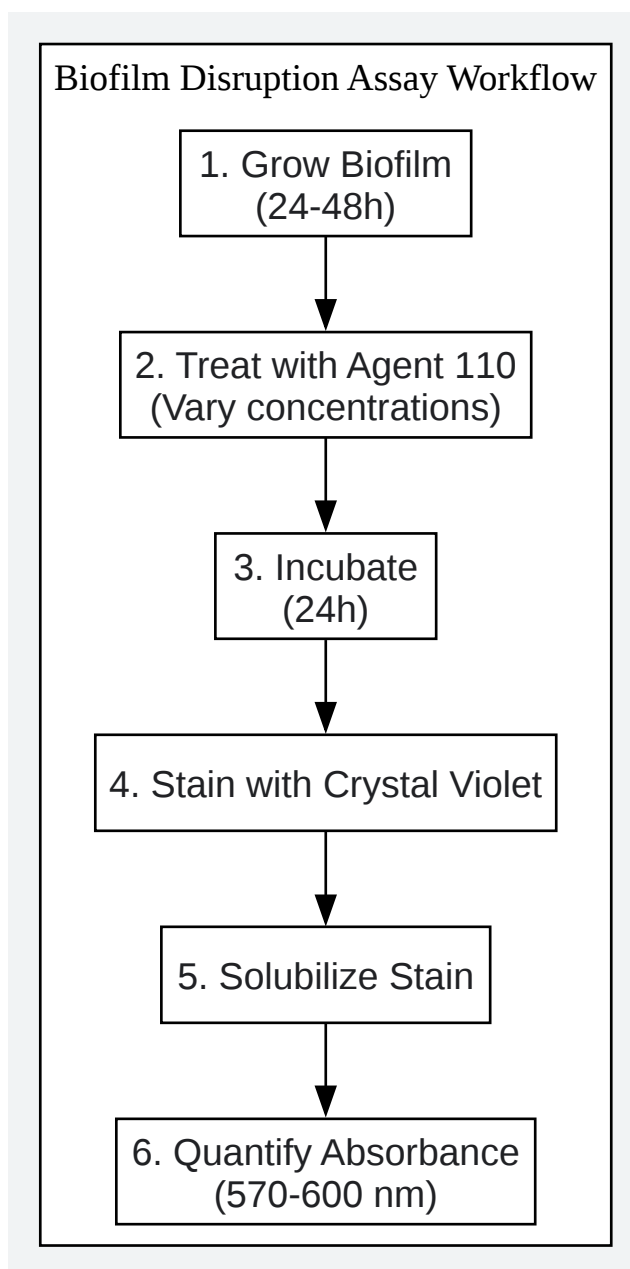 Biofilm Disruption Assay Workflow
1. Grow Biofilm
(24-48h)
2. Treat with Agent 110
(Vary concentrations)
3. Incubate
(24h)
4. Stain with Crystal Violet
5. Solubilize Stain
6. Quantify Absorbance
(570-600 nm)